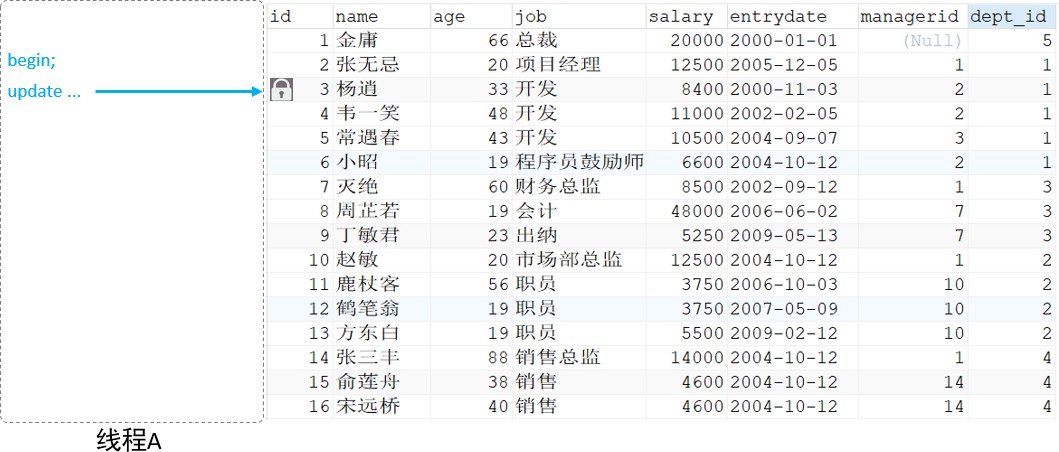 id name age job salary entrydate managerid dept_id
1 金庸 66 总裁 20000 2000-01-01 (Null) 5
begin; 2 张无忌 20 项目经理 12500 2005-12-05 1 1
update ... 3 杨逍 33 开发 8400 2000-11-03 2 1
4 韦一笑 48 开发 11000 2002-02-05 2 1
5 常遇春 43 开发 10500 2004-09-07 3 1
6 小昭 19 程序员鼓励师 6600 2004-10-12 2 1
7 灭绝 60 财务总监 8500 2002-09-12 1 3
8 周芷若 19 会计 48000 2006-06-02 7 3
9 丁敏君 23 出纳 5250 2009-05-13 7 3
10 赵敏 20 市场部总监 12500 2004-10-12 1 2
11 鹿杖客 56 职员 3750 2006-10-03 10 2
12 鹤笔翁 19 职员 3750 2007-05-09 10 2
13 方东白 19 职员 5500 2009-02-12 10 2
14 张三丰 88 销售总监 14000 2004-10-12 1 4
15 俞莲舟 38 销售 4600 2004-10-12 14 4
16 宋远桥 40 销售 4600 2004-10-12 14 4
线程A